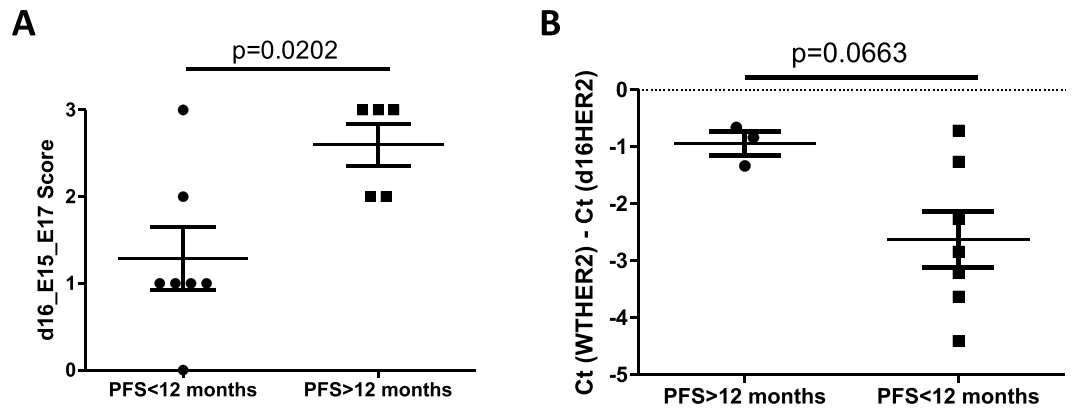 A
p=0.0202
d16_E15_E17 Score
3
2
1
0
PFS<12 months
PFS>12 months
B
p=0.0663
Ct (WTHER2) - Ct (d16HER2)
0
-1
-2
-3
-4
-5
PFS>12 months
PFS<12 months